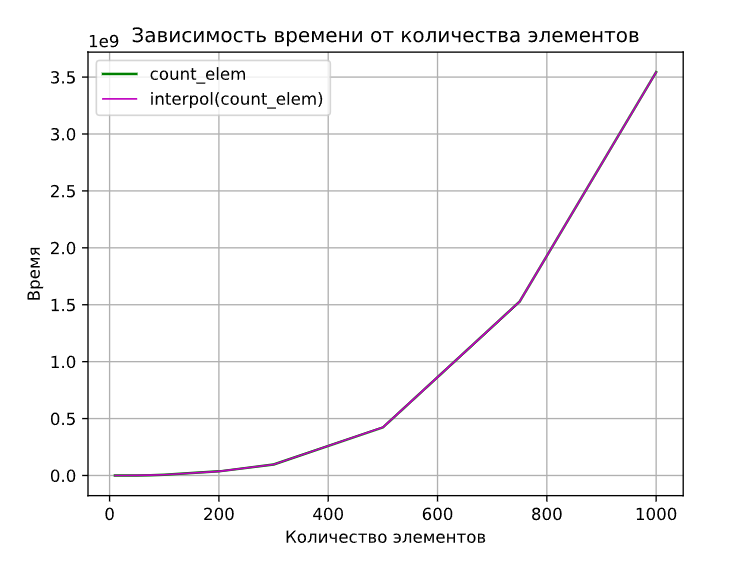 Зависимость времени от количества элементов
1e9
count_elem
interpol(count_elem)
3.5
3.0
2.5
2.0
1.5
1.0
0.5
0.0
Время
0 200 400 600 800 1000
Количество элементов